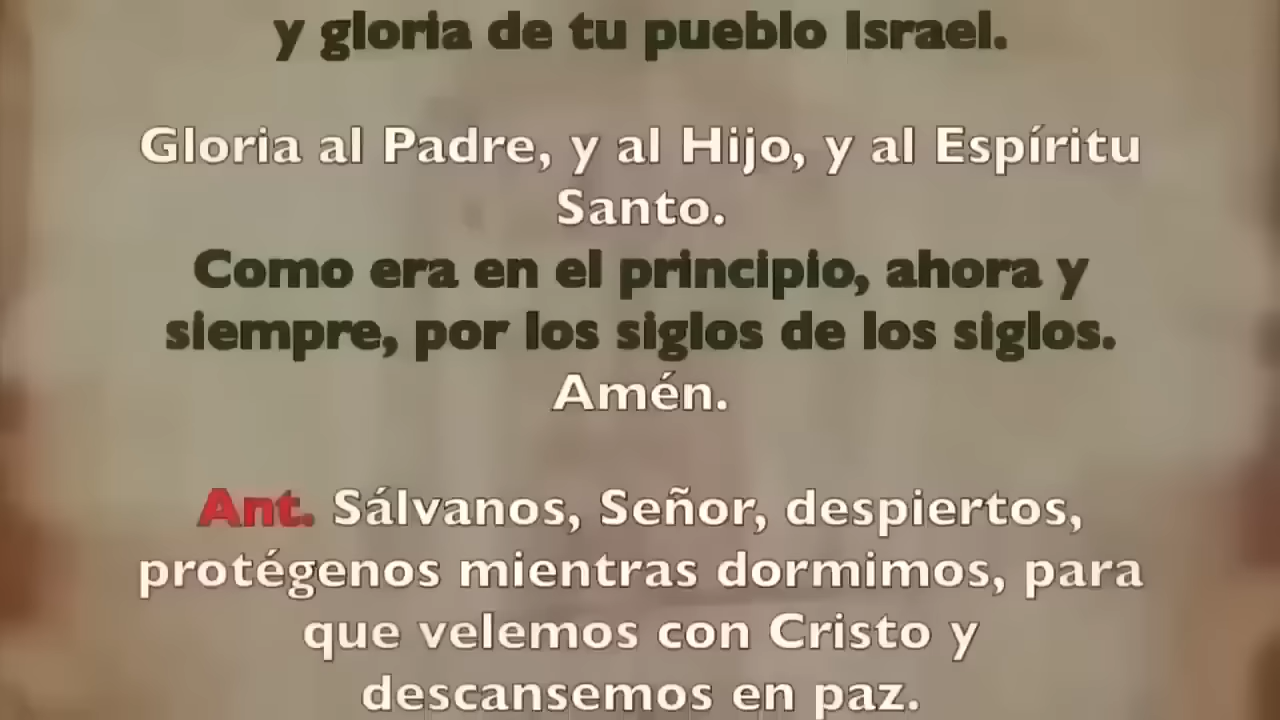 y gloria de tu pueblo Israel.
Gloria al Padre, y al Hijo, y al Espíritu
Santo.
Como era en el principio, ahora y
siempre, por los siglos de los siglos.
Amén.
Ant. Sálvanos, Señor, despiertos,
protégenos mientras dormimos, para
que velemos con Cristo y
descansemos en paz.